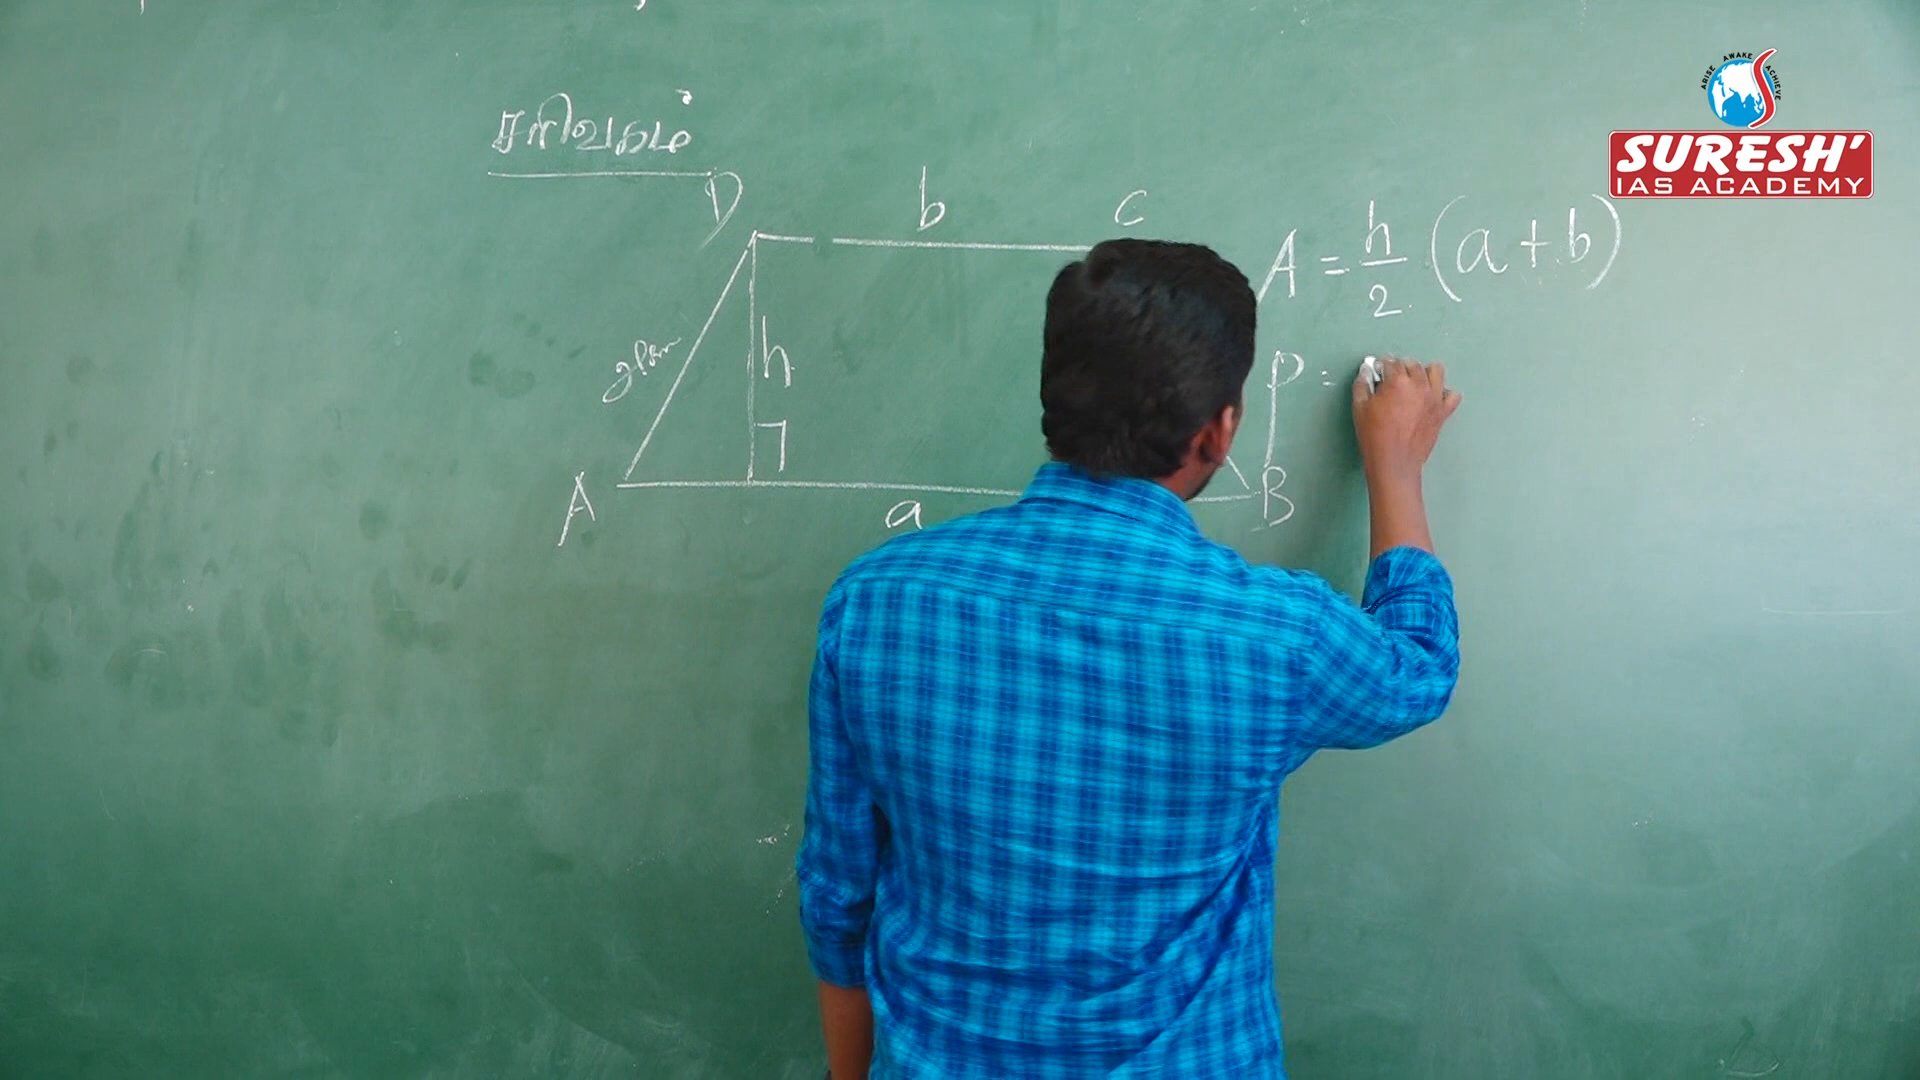 ARISE AWAKE ACHIEVE
SURESH'
IAS ACADEMY
சரிவகம்
D b C
A = h/2 (a+b)
h
P =
A a B